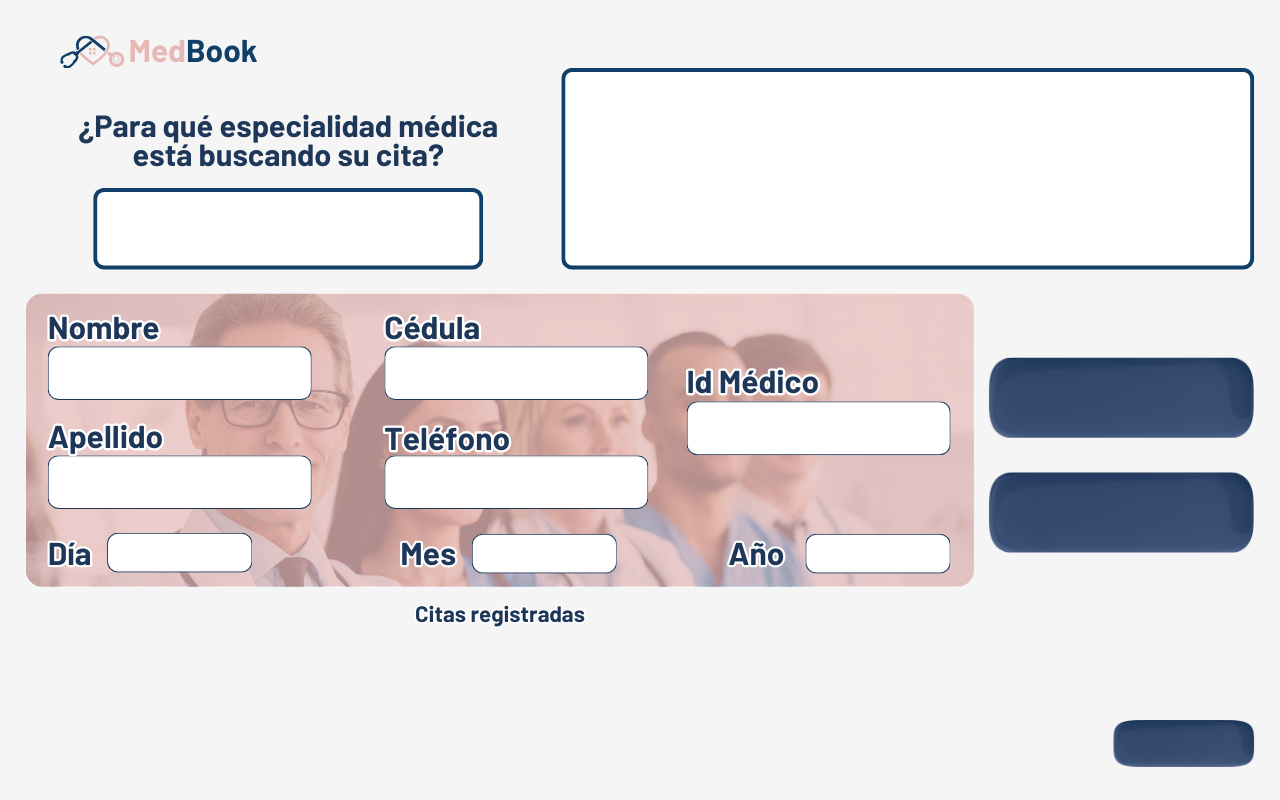 MedBook
¿Para qué especialidad médica
está buscando su cita?
Nombre
Cédula
Id Médico
Apellido
Teléfono
Día
Mes
Año
Citas registradas